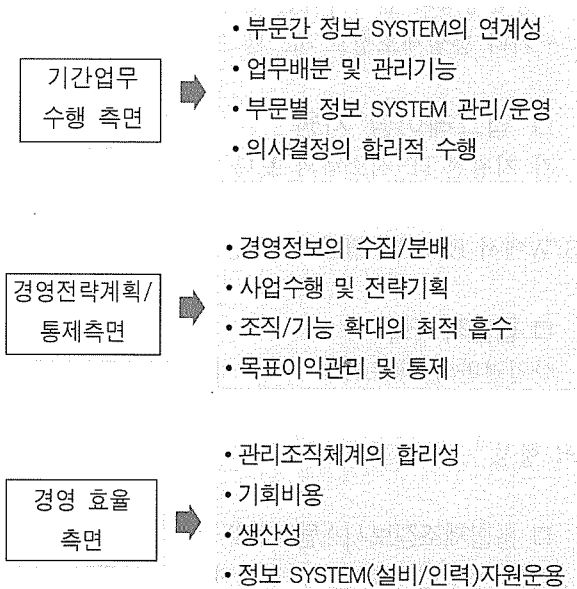 기간업무
수행 측면
• 부문간 정보 SYSTEM의 연계성
• 업무배분 및 관리기능
• 부문별 정보 SYSTEM 관리/운영
• 의사결정의 합리적 수행
경영전략계획/
통제측면
• 경영정보의 수집/분배
• 사업수행 및 전략기획
• 조직/기능 확대의 최적 흡수
• 목표이익관리 및 통제
경영 효율
측면
• 관리조직체계의 합리성
• 기회비용
• 생산성
• 정보 SYSTEM(설비/인력)자원운용